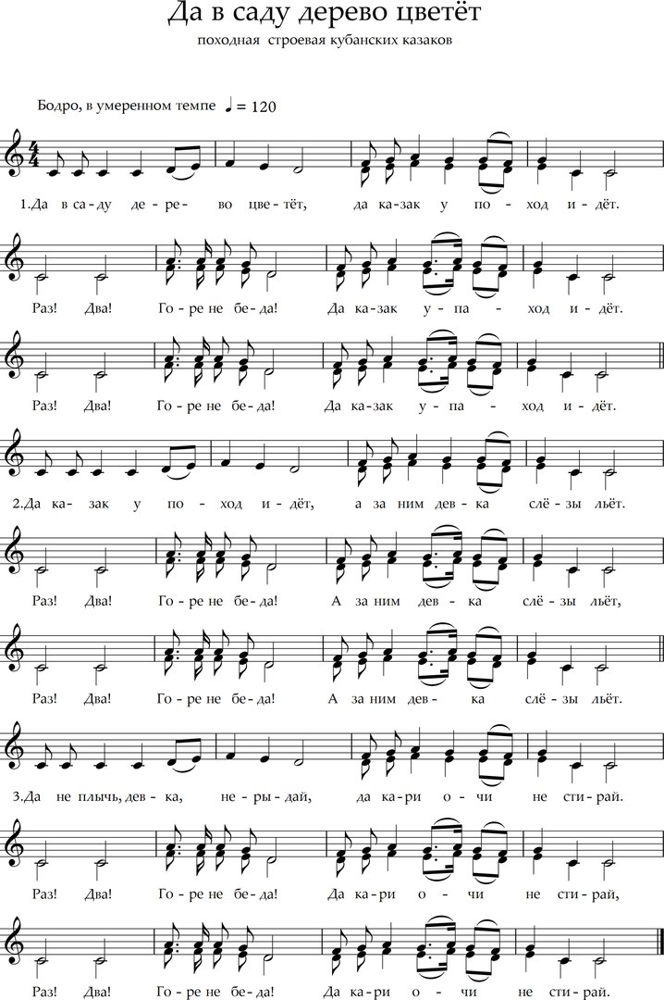 Да в саду дерево цветёт
походная строевая кубанских казаков
Бодро, в умеренном темпе ♩ = 120
1.Да в са-ду де-ре-во цве-тёт, да ка-зак у по-ход и-дёт.
Раз! Два! Го-ре не бе-да! Да ка-зак у-па-ход и-дёт.
Раз! Два! Го-ре не бе-да! Да ка-зак у-па-ход и-дёт.
2.Да ка-зак у по-ход и-дёт, а за ним дев-ка слё-зы льёт.
Раз! Два! Го-ре не бе-да! А за ним дев-ка слё-зы льёт,
Раз! Два! Го-ре не бе-да! А за ним дев-ка слё-зы льёт.
3.Да не плычь, дев-ка, не-ры-дай, да ка-ри о-чи не сти-рай.
Раз! Два! Го-ре не бе-да! Да ка-ри о-чи не сти-рай,
Раз! Два! Го-ре не бе-да! Да ка-ри о-чи не сти-рай.